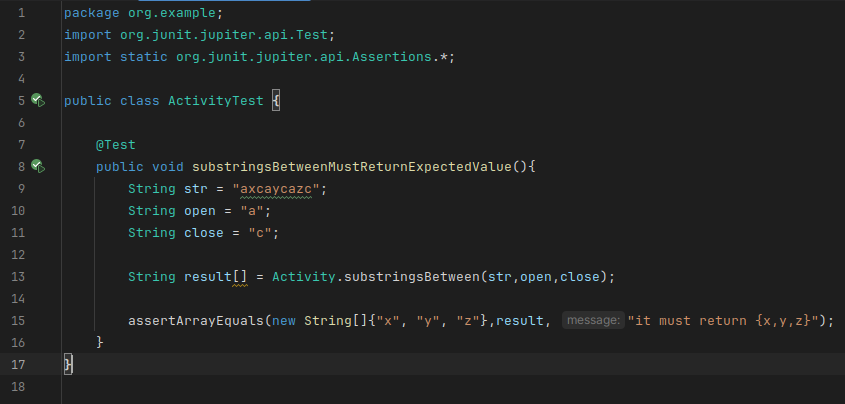 1 package org.example;
2 import org.junit.jupiter.api.Test;
3 import static org.junit.jupiter.api.Assertions.*;
4
5 public class ActivityTest {
6
7 @Test
8 public void substringsBetweenMustReturnExpectedValue(){
9 String str = "axcaycazc";
10 String open = "a";
11 String close = "c";
12
13 String result[] = Activity.substringsBetween(str,open,close);
14
15 assertArrayEquals(new String[]{"x", "y", "z"},result, message: "it must return {x,y,z}");
16 }
17 }
18